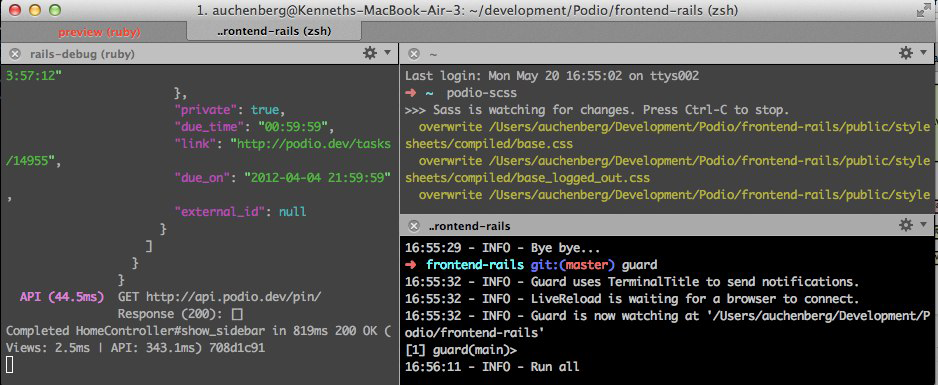 1. auchenberg@Kenneths-MacBook-Air-3: ~/development/Podio/frontend-rails (zsh)
preview (ruby)
..rontend-rails (zsh)
rails-debug (ruby)
3:57:12"
},
"private": true,
"due_time": "00:59:59",
"link": "http://podio.dev/tasks
/14955",
"due_on": "2012-04-04 21:59:59"
,
"external_id": null
}
]
}
}
API (44.5ms)  GET http://api.podio.dev/pin/
Response (200): []
Completed HomeController#show_sidebar in 819ms 200 OK (
Views: 2.5ms | API: 343.1ms) 708d1c91
~
Last login: Mon May 20 16:55:02 on ttys002
➜  ~  podio-scss
>>> Sass is watching for changes. Press Ctrl-C to stop.
overwrite /Users/auchenberg/Development/Podio/frontend-rails/public/style
sheets/compiled/base.css
overwrite /Users/auchenberg/Development/Podio/frontend-rails/public/style
sheets/compiled/base_logged_out.css
overwrite /Users/auchenberg/Development/Podio/frontend-rails/public/style
..rontend-rails
16:55:29 - INFO - Bye bye...
➜  frontend-rails git:(master) guard
16:55:32 - INFO - Guard uses TerminalTitle to send notifications.
16:55:32 - INFO - LiveReload is waiting for a browser to connect.
16:55:32 - INFO - Guard is now watching at '/Users/auchenberg/Development/P
odio/frontend-rails'
[1] guard(main)>
16:56:11 - INFO - Run all